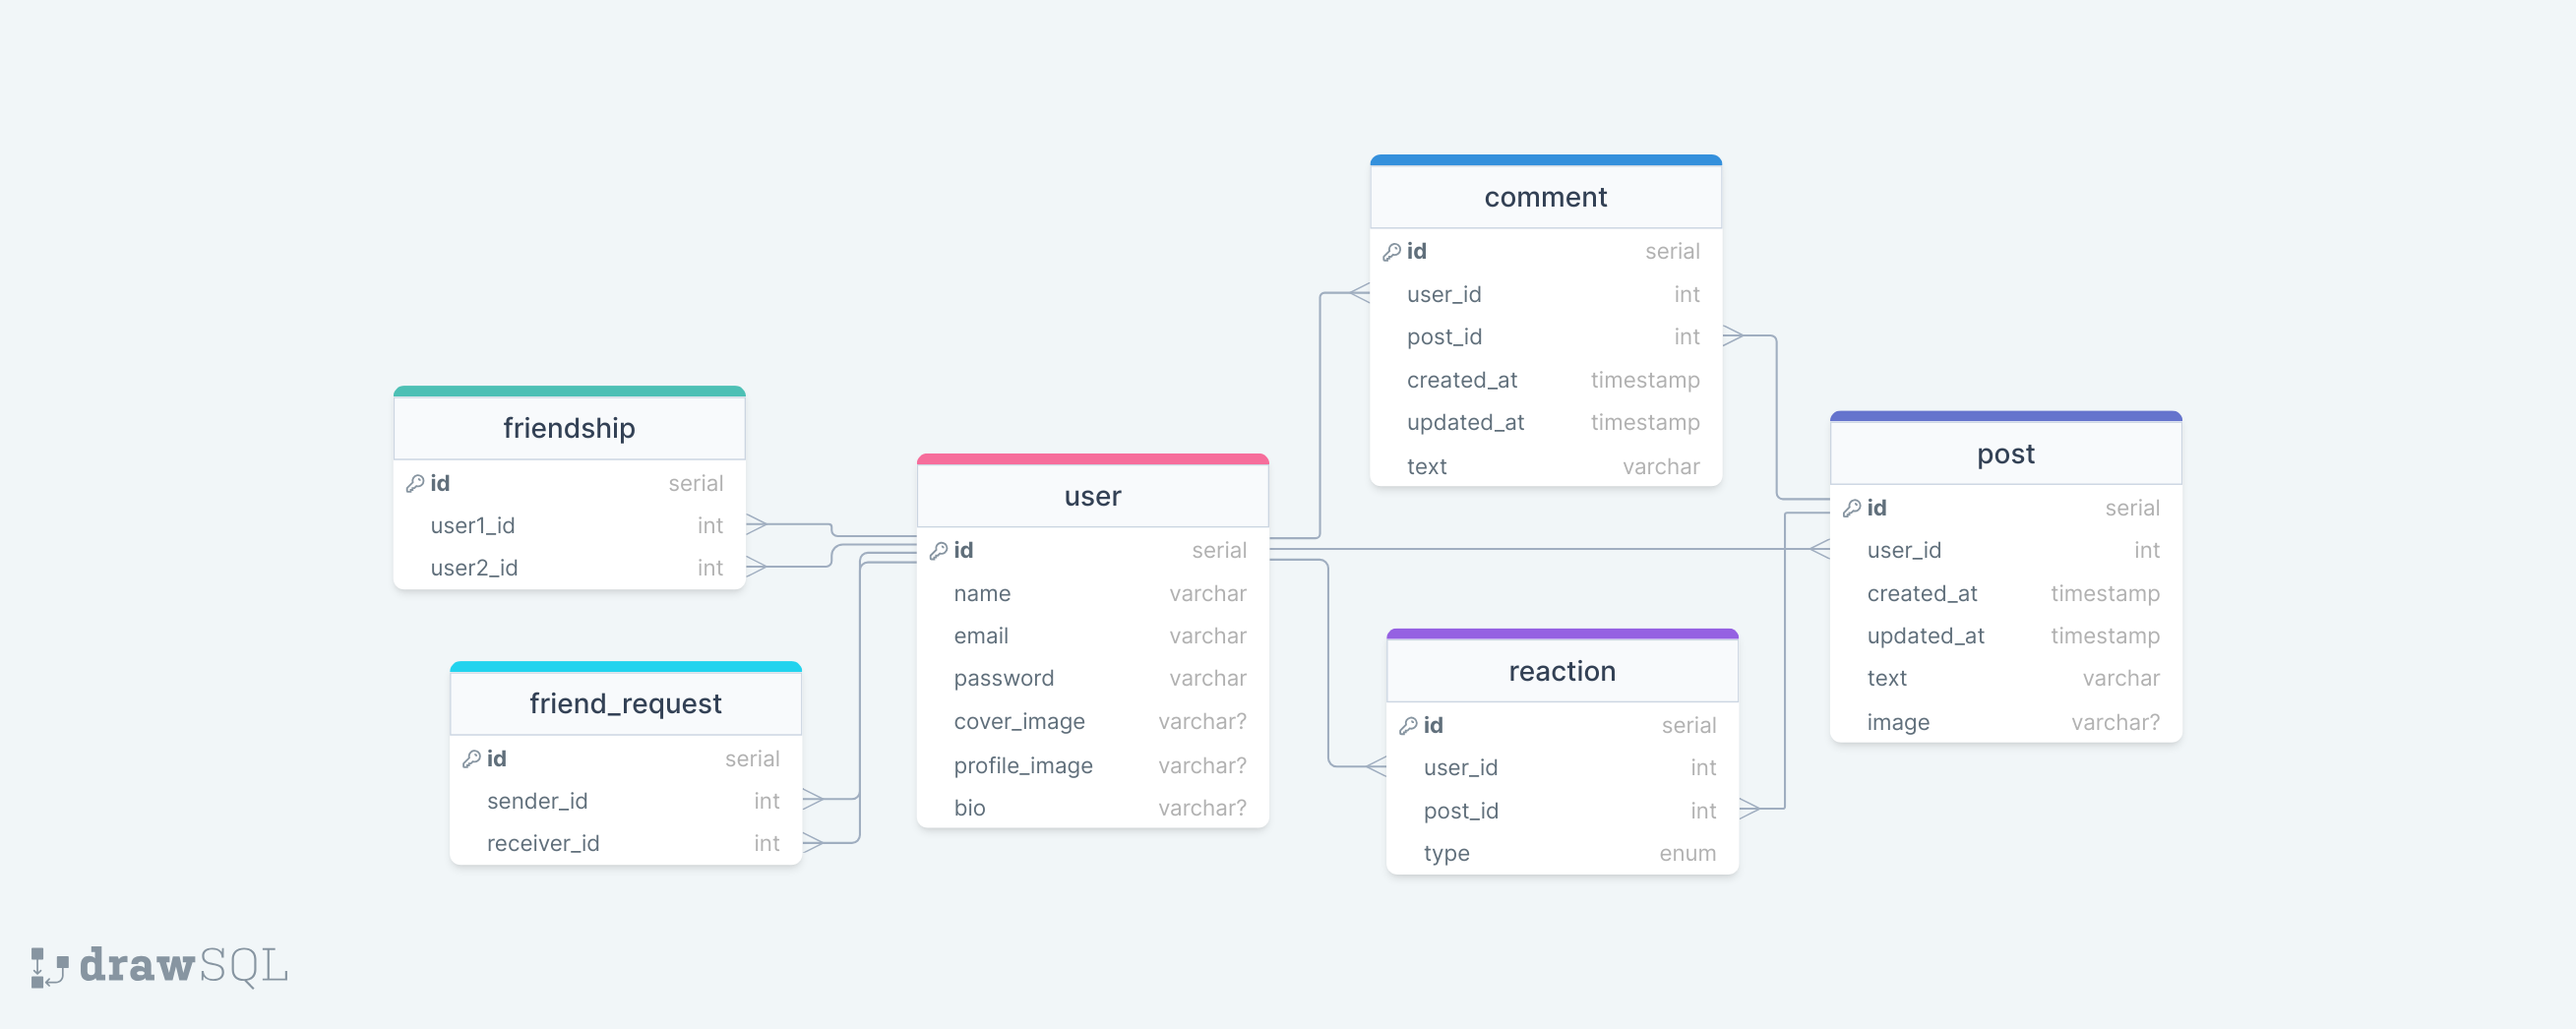 comment
id serial
user_id int
post_id int
created_at timestamp
updated_at timestamp
text varchar
friendship
id serial
user1_id int
user2_id int
post
id serial
user_id int
created_at timestamp
updated_at timestamp
text varchar
image varchar?
user
id serial
name varchar
email varchar
password varchar
cover_image varchar?
profile_image varchar?
bio varchar?
reaction
id serial
user_id int
post_id int
type enum
friend_request
id serial
sender_id int
receiver_id int
drawSQL